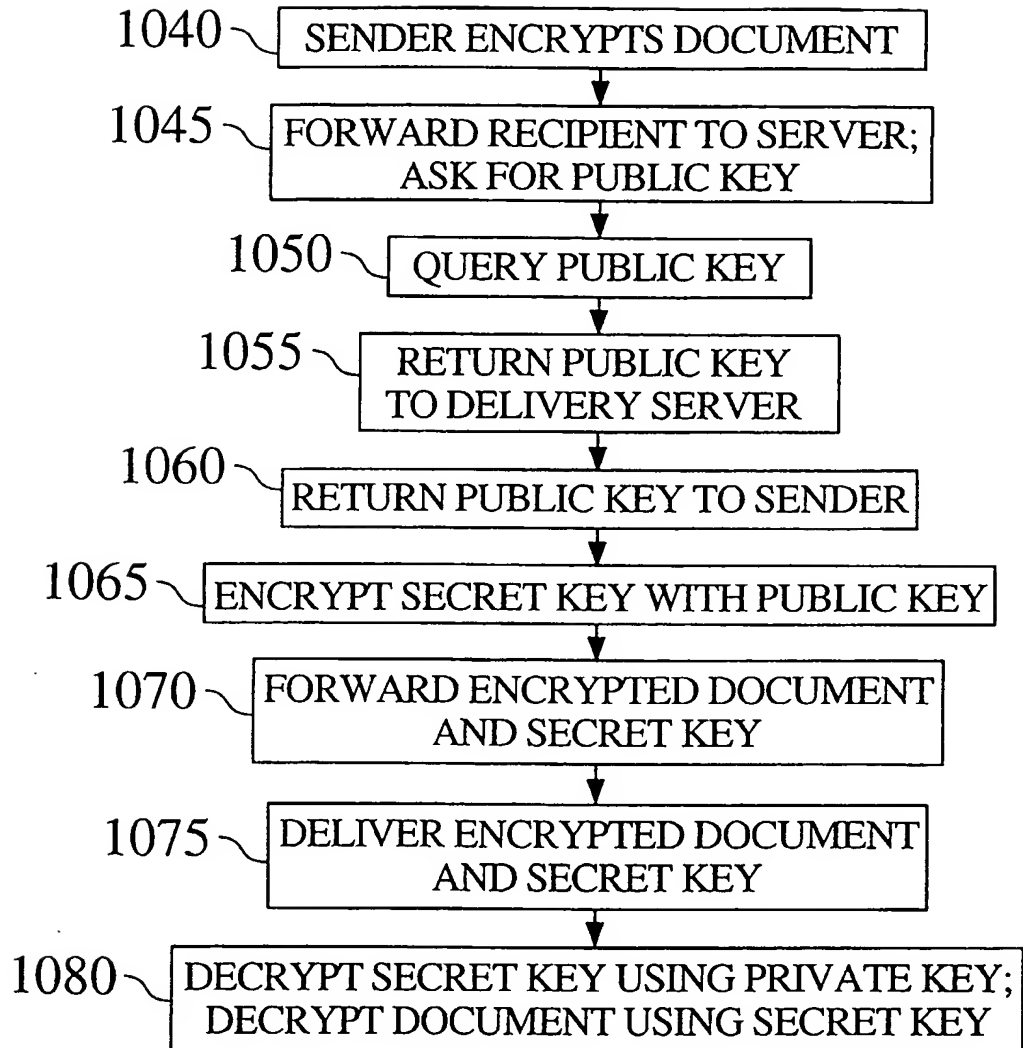 1040 SENDER ENCRYPTS DOCUMENT
1045 FORWARD RECIPIENT TO SERVER;
ASK FOR PUBLIC KEY
1050 QUERY PUBLIC KEY
1055 RETURN PUBLIC KEY
TO DELIVERY SERVER
1060 RETURN PUBLIC KEY TO SENDER
1065 ENCRYPT SECRET KEY WITH PUBLIC KEY
1070 FORWARD ENCRYPTED DOCUMENT
AND SECRET KEY
1075 DELIVER ENCRYPTED DOCUMENT
AND SECRET KEY
1080 DECRYPT SECRET KEY USING PRIVATE KEY;
DECRYPT DOCUMENT USING SECRET KEY